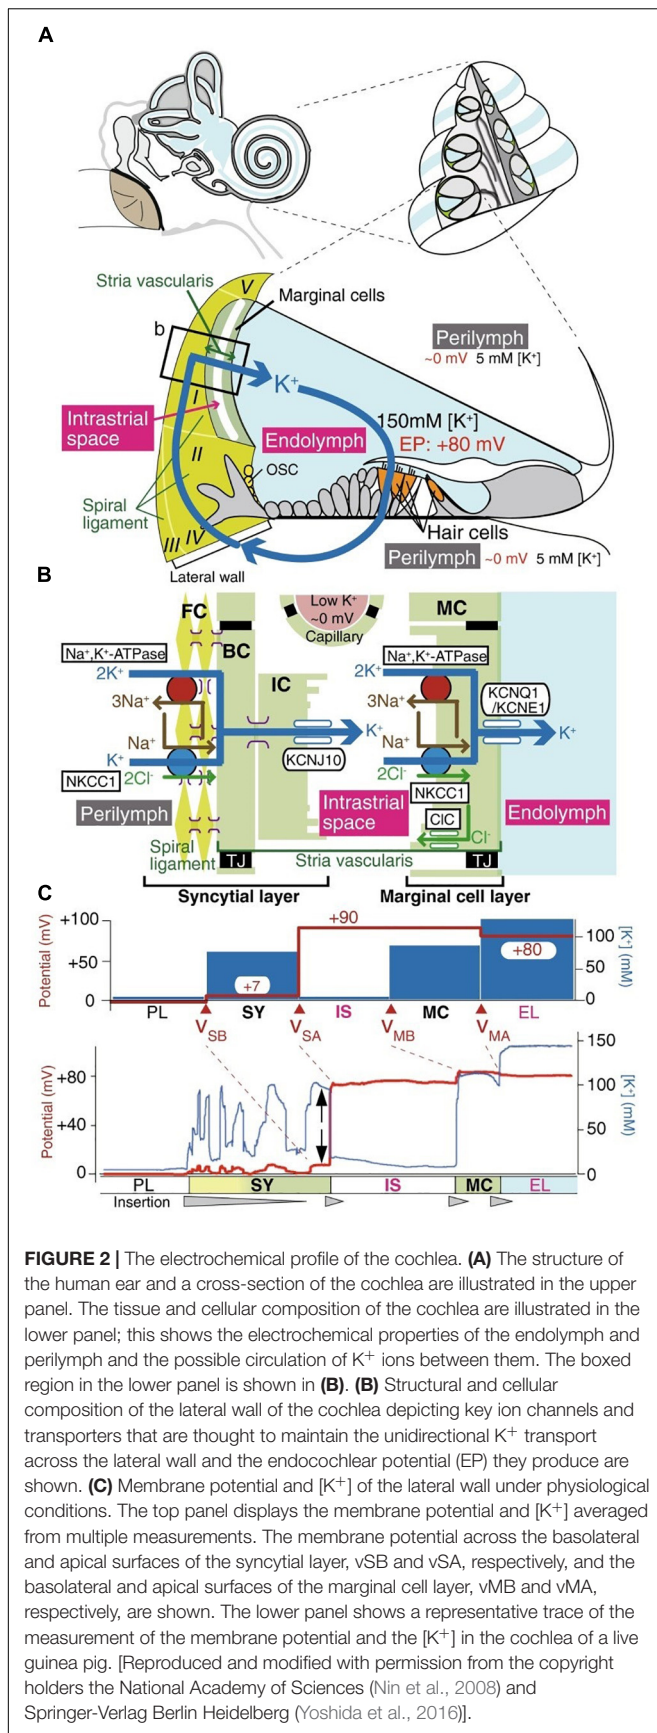 A
Stria vascularis
V
Marginal cells
b
Perilymph
~0 mV 5 mM [K⁺]
K⁺
I
Intrastrial
space
150mM [K⁺]
Endolymph
EP: +80 mV
II
OSC
Spiral
ligament
Hair cells
III
IV
Perilymph ~0 mV 5 mM [K⁺]
Lateral wall
B
FC
Low K⁺
~0 mV
MC
Capillary
Na⁺,K⁺-ATPase
BC
Na⁺,K⁺-ATPase
2K⁺
IC
2K⁺
KCNQ1
/KCNE1
3Na⁺
3Na⁺
K⁺
K⁺
Na⁺
Na⁺
K⁺
KCNJ10
K⁺
NKCC1
2Cl⁻
2Cl⁻
NKCC1
Perilymph
Intrastrial
space
ClC
Endolymph
Cl⁻
Spiral
ligament
TJ
Stria vascularis
TJ
Syncytial layer
Marginal cell layer
C
Potential (mV)
+100
+50
0
+90
+7
+80
100
50
0
[K⁺] (mM)
PL
SY
IS
MC
EL
VSB
VSA
VMB
VMA
Potential (mV)
+80
+40
0
150
100
50
0
[K⁺] (mM)
PL
SY
IS
MC
EL
Insertion
FIGURE 2 | The electrochemical profile of the cochlea. (A) The structure of
the human ear and a cross-section of the cochlea are illustrated in the upper
panel. The tissue and cellular composition of the cochlea are illustrated in the
lower panel; this shows the electrochemical properties of the endolymph and
perilymph and the possible circulation of K⁺ ions between them. The boxed
region in the lower panel is shown in (B). (B) Structural and cellular
composition of the lateral wall of the cochlea depicting key ion channels and
transporters that are thought to maintain the unidirectional K⁺ transport
across the lateral wall and the endocochlear potential (EP) they produce are
shown. (C) Membrane potential and [K⁺] of the lateral wall under physiological
conditions. The top panel displays the membrane potential and [K⁺] averaged
from multiple measurements. The membrane potential across the basolateral
and apical surfaces of the syncytial layer, vSB and vSA, respectively, and the
basolateral and apical surfaces of the marginal cell layer, vMB and vMA,
respectively, are shown. The lower panel shows a representative trace of the
measurement of the membrane potential and the [K⁺] in the cochlea of a live
guinea pig. [Reproduced and modified with permission from the copyright
holders the National Academy of Sciences (Nin et al., 2008) and
Springer-Verlag Berlin Heidelberg (Yoshida et al., 2016)].